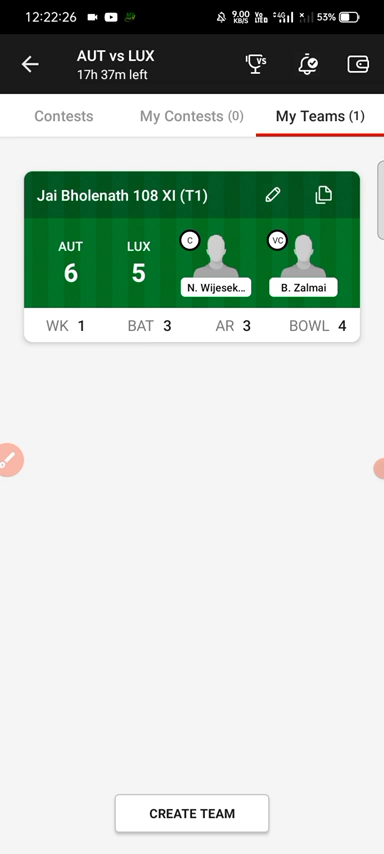 12:22:26 9.00 KB/S Vo LTE 4G 53%
AUT vs LUX
17h 37m left
VS
Contests My Contests (0) My Teams (1)
Jai Bholenath 108 XI (T1)
AUT LUX C VC
6 5
N. Wijesek... B. Zalmai
WK 1 BAT 3 AR 3 BOWL 4
CREATE TEAM